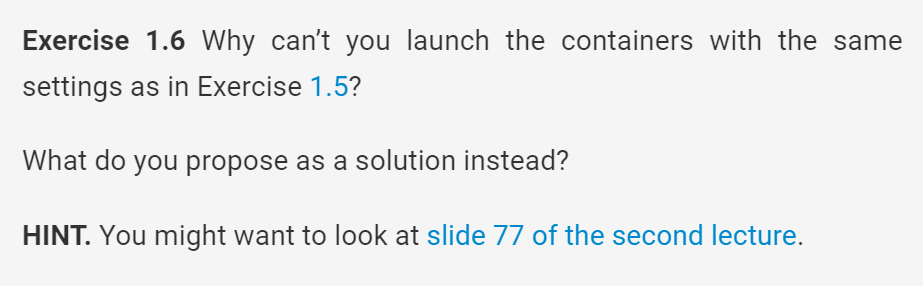 Exercise 1.6 Why can’t you launch the containers with the same
settings as in Exercise 1.5?
What do you propose as a solution instead?
HINT. You might want to look at slide 77 of the second lecture.